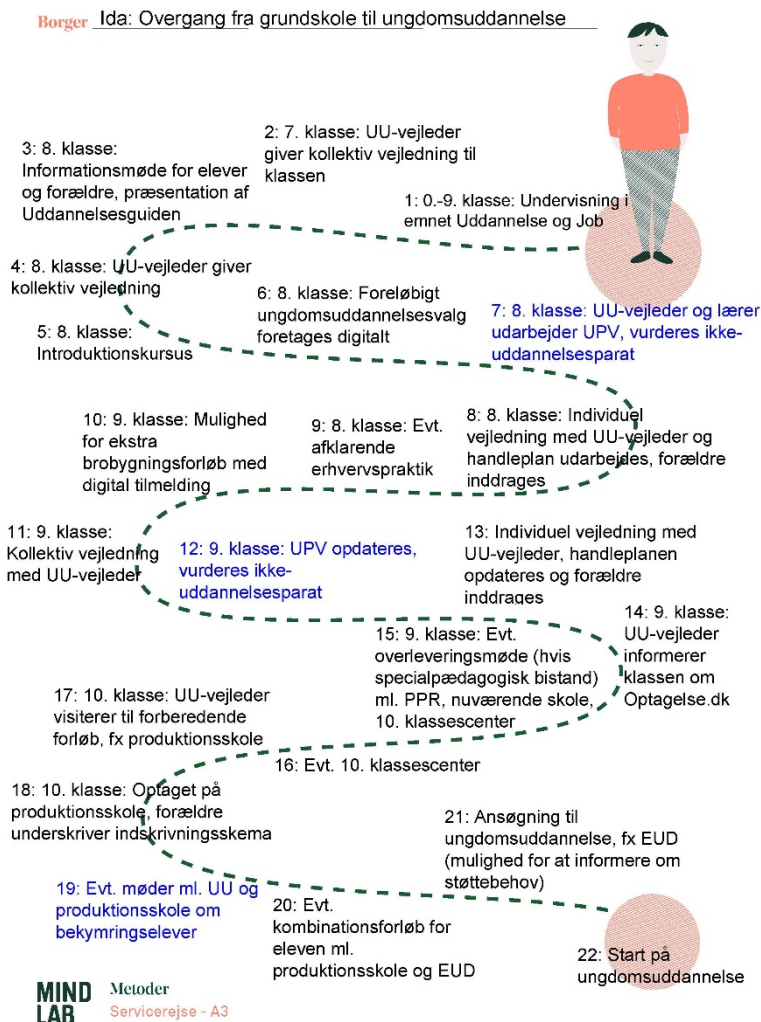 Borger Ida: Overgang fra grundskole til ungdomsuddannelse
1: 0.-9. klasse: Undervisning i
emnet Uddannelse og Job
2: 7. klasse: UU-vejleder
giver kollektiv vejledning til
klassen
3: 8. klasse:
Informationsmøde for elever
og forældre, præsentation af
Uddannelsesguiden
4: 8. klasse: UU-vejleder giver
kollektiv vejledning
5: 8. klasse:
Introduktionskursus
6: 8. klasse: Foreløbigt
ungdomsuddannelsesvalg
foretages digitalt
7: 8. klasse: UU-vejleder og lærer
udarbejder UPV, vurderes ikke-
uddannelsesparat
8: 8. klasse: Individuel
vejledning med UU-vejleder og
handleplan udarbejdes, forældre
inddrages
9: 8. klasse: Evt.
afklarende
erhvervspraktik
10: 9. klasse: Mulighed
for ekstra
brobygningsforløb med
digital tilmelding
11: 9. klasse:
Kollektiv vejledning
med UU-vejleder
12: 9. klasse: UPV opdateres,
vurderes ikke-
uddannelsesparat
13: Individuel vejledning med
UU-vejleder, handleplanen
opdateres og forældre
inddrages
14: 9. klasse:
UU-vejleder
informerer
klassen om
Optagelse.dk
15: 9. klasse: Evt.
overleveringsmøde (hvis
specialpædagogisk bistand)
ml. PPR, nuværende skole,
10. klassescenter
16: Evt. 10. klassescenter
17: 10. klasse: UU-vejleder
visiterer til forberedende
forløb, fx produktionsskole
18: 10. klasse: Optaget på
produktionsskole, forældre
underskriver indskrivningsskema
19: Evt. møder ml. UU og
produktionsskole om
bekymringselever
20: Evt.
kombinationsforløb for
eleven ml.
produktionsskole og EUD
21: Ansøgning til
ungdomsuddannelse, fx EUD
(mulighed for at informere om
støttebehov)
22: Start på
ungdomsuddannelse
MIND
LAB
Metoder
Servicerejse - A3